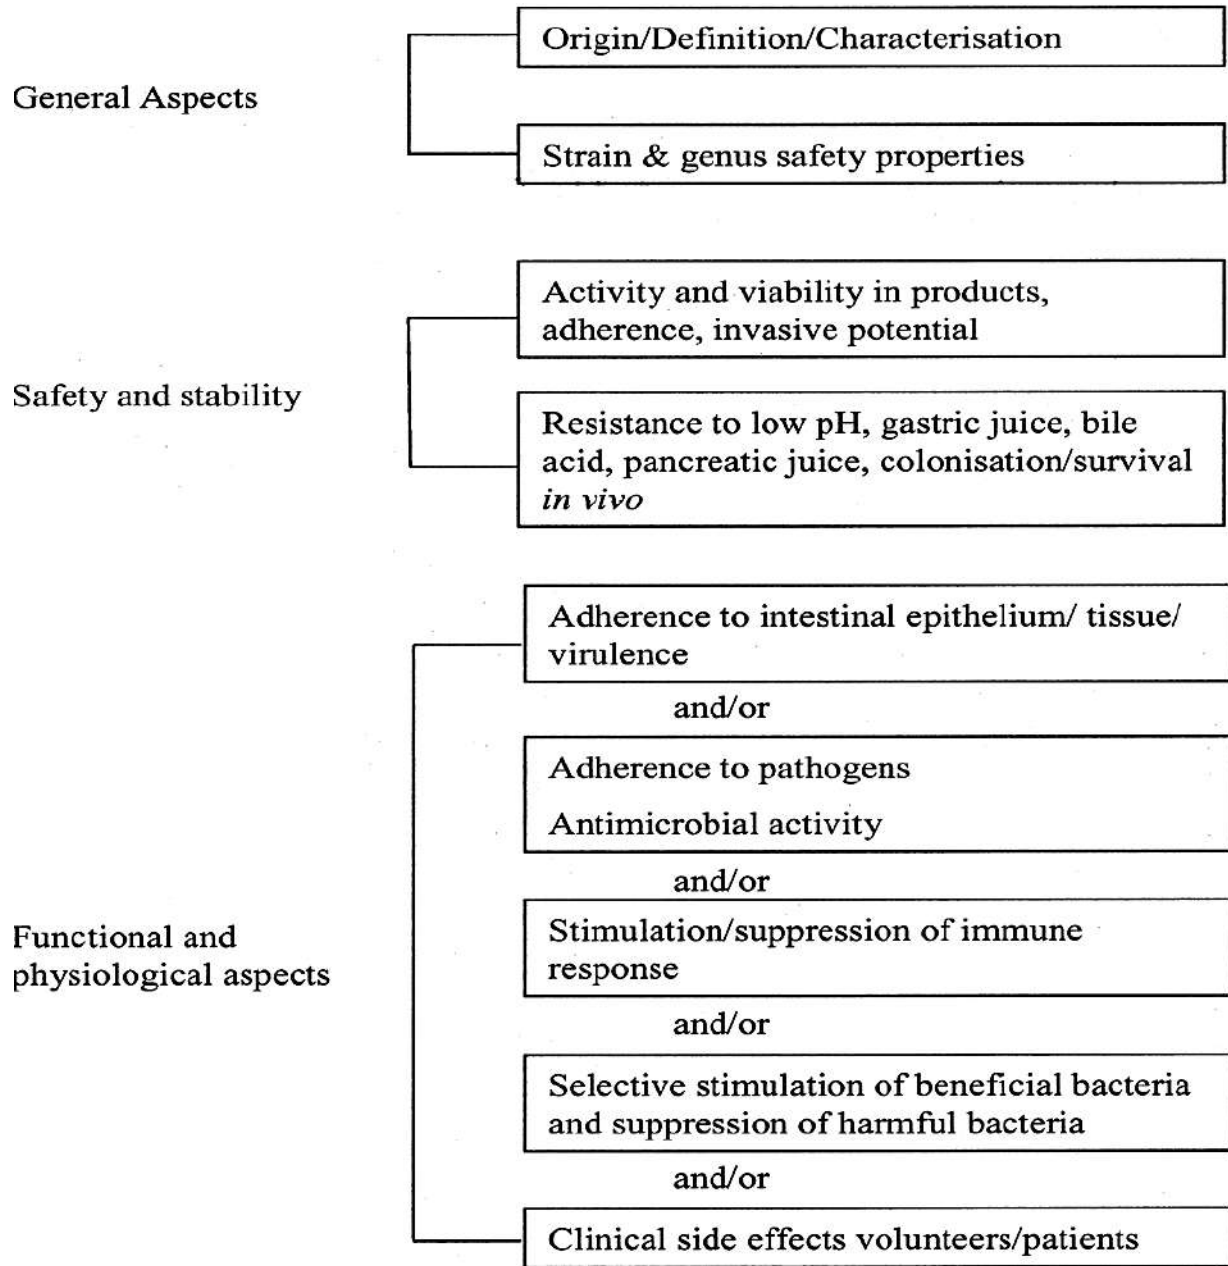 Origin/Definition/Characterisation
General Aspects
Strain & genus safety properties
Activity and viability in products,
adherence, invasive potential
Safety and stability
Resistance to low pH, gastric juice, bile
acid, pancreatic juice, colonisation/survival
in vivo
Adherence to intestinal epithelium/ tissue/
virulence
and/or
Adherence to pathogens
Antimicrobial activity
and/or
Functional and
physiological aspects
Stimulation/suppression of immune
response
and/or
Selective stimulation of beneficial bacteria
and suppression of harmful bacteria
and/or
Clinical side effects volunteers/patients